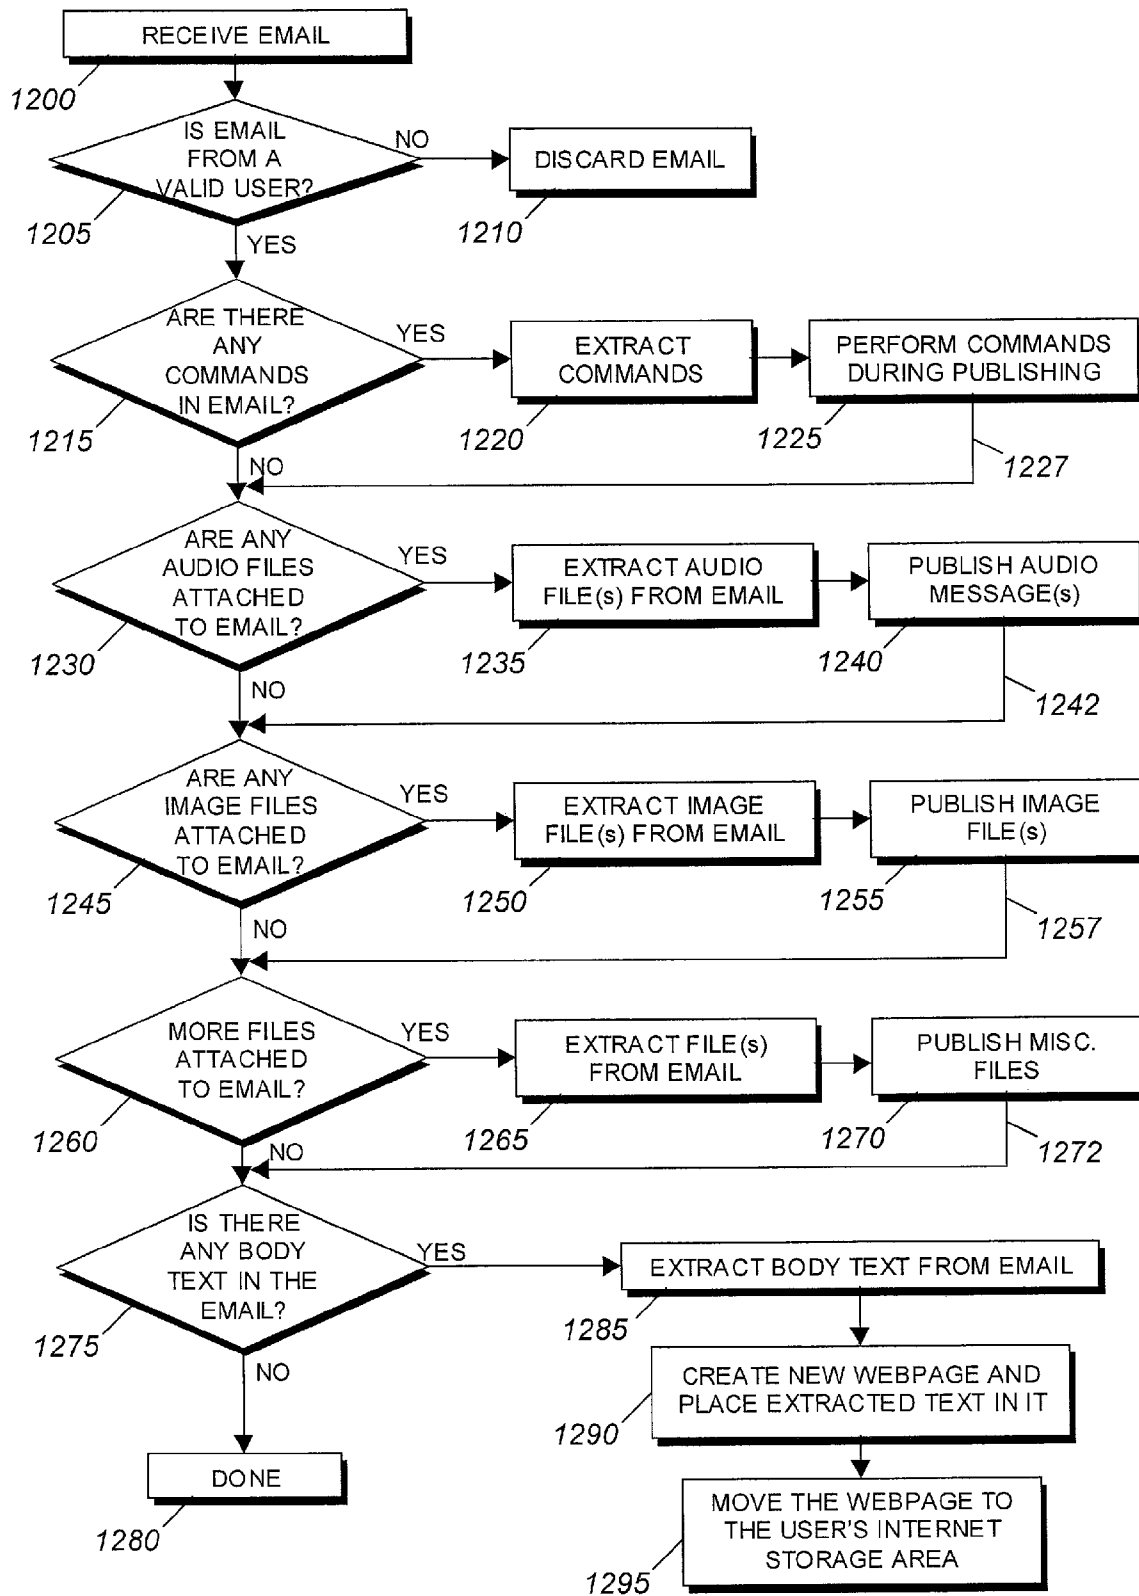 RECEIVE EMAIL
1200
IS EMAIL
FROM A
VALID USER?
NO
DISCARD EMAIL
1205
1210
YES
ARE THERE
ANY
COMMANDS
IN EMAIL?
YES
EXTRACT
COMMANDS
PERFORM COMMANDS
DURING PUBLISHING
1215
1220
1225
1227
NO
ARE ANY
AUDIO FILES
ATTACHED
TO EMAIL?
YES
EXTRACT AUDIO
FILE(s) FROM EMAIL
PUBLISH AUDIO
MESSAGE(s)
1230
1235
1240
1242
NO
ARE ANY
IMAGE FILES
ATTACHED
TO EMAIL?
YES
EXTRACT IMAGE
FILE(s) FROM EMAIL
PUBLISH IMAGE
FILE(s)
1245
1250
1255
1257
NO
MORE FILES
ATTACHED
TO EMAIL?
YES
EXTRACT FILE(s)
FROM EMAIL
PUBLISH MISC.
FILES
1260
1265
1270
1272
NO
IS THERE
ANY BODY
TEXT IN THE
EMAIL?
YES
EXTRACT BODY TEXT FROM EMAIL
1275
1285
NO
CREATE NEW WEBPAGE AND
PLACE EXTRACTED TEXT IN IT
1290
DONE
1280
MOVE THE WEBPAGE TO
THE USER'S INTERNET
STORAGE AREA
1295